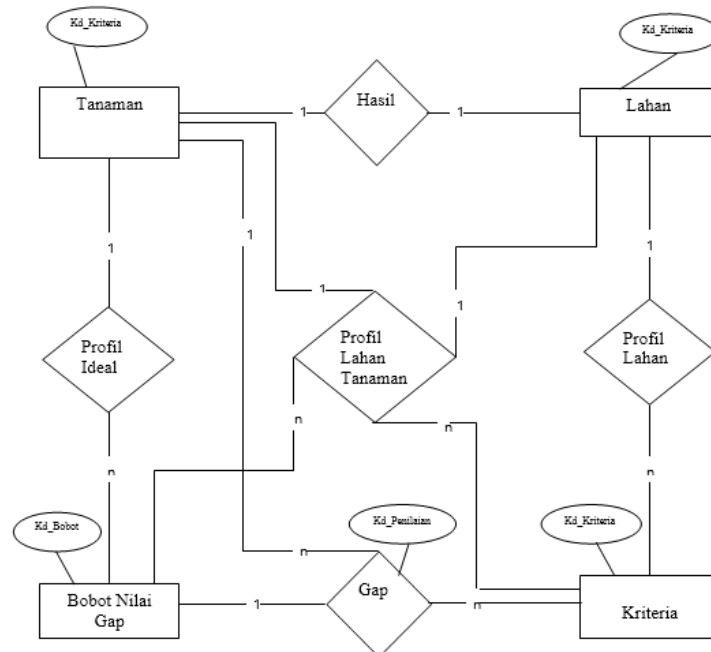 Kd_Kriteria
Kd_Kriteria
Tanaman
Hasil
Lahan
1
1
1
1
1
1
1
Profil
Ideal
Profil
Lahan
Tanaman
Profil
Lahan
n
n
n
n
Kd_Bobot
Kd_Penilaian
Kd_Kriteria
n
Bobot Nilai
Gap
1
Gap
n
Kriteria